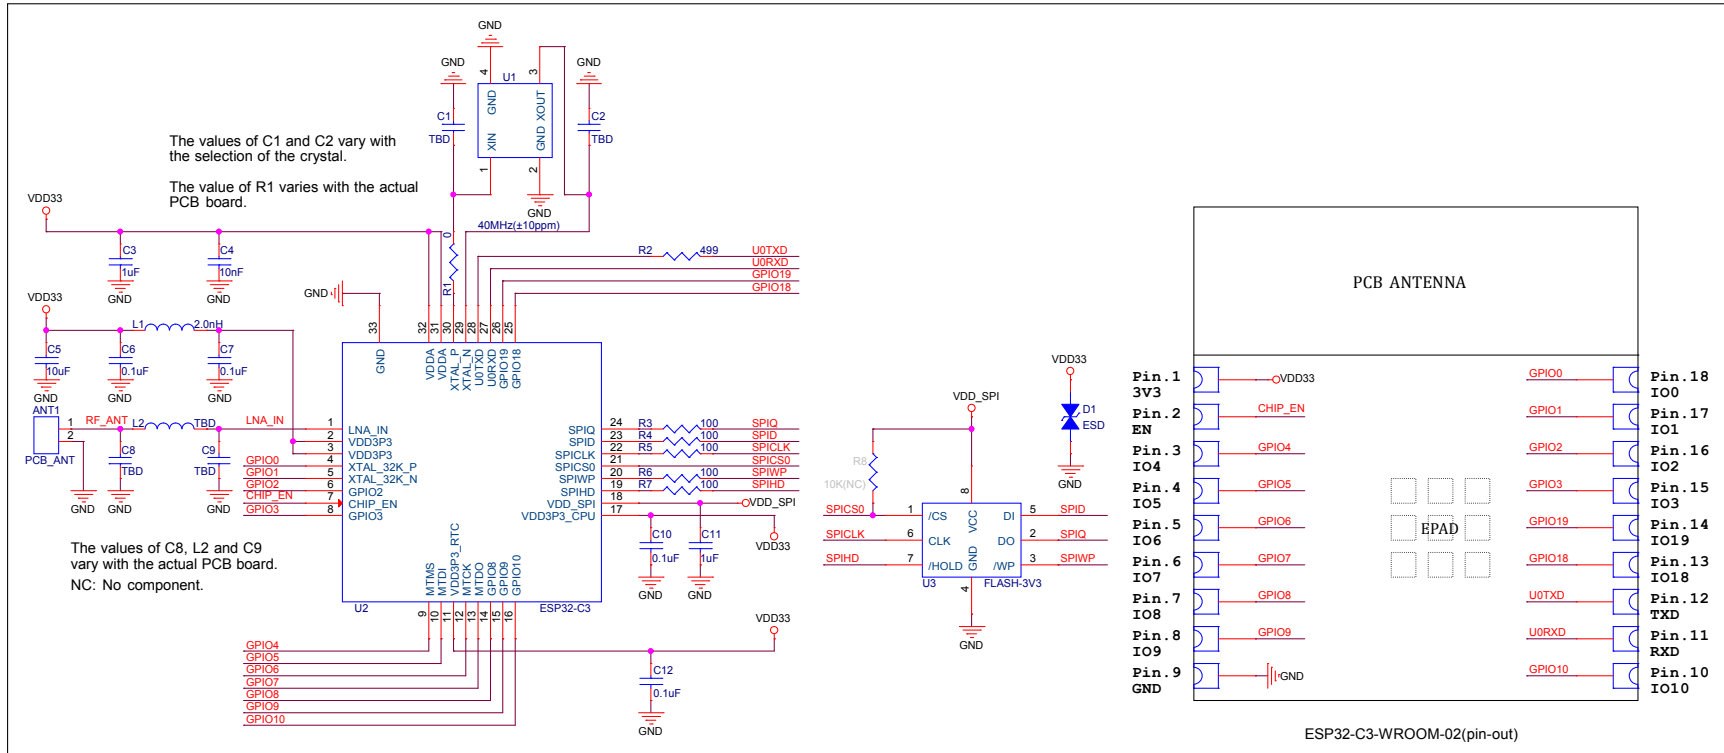 GND
GND
GND
4
3
U1
GND
XOUT
C1
TBD
C2
TBD
XIN
GND
1
2
GND
The values of C1 and C2 vary with
the selection of the crystal.
The value of R1 varies with the actual
PCB board.
VDD33
40MHz(±10ppm)
C3
1uF
GND
C4
10nF
GND
R1
0
R2
499
U0TXD
U0RXD
GPIO19
GPIO18
GND
VDD33
L1
2.0nH
C5
10uF
GND
C6
0.1uF
GND
C7
0.1uF
GND
33
32
31
30
29
28
27
26
25
GND
VDDA
VDDA
XTAL_P
XTAL_N
U0TXD
U0RXD
GPIO19
GPIO18
ANT1
1
2
PCB_ANT
RF_ANT
L2
TBD
LNA_IN
C8
TBD
C9
TBD
GND
GND
GND
GPIO0
GPIO1
GPIO2
CHIP_EN
GPIO3
1
2
3
4
5
6
7
8
LNA_IN
VDD3P3
VDD3P3
XTAL_32K_P
XTAL_32K_N
GPIO2
CHIP_EN
GPIO3
SPIQ
SPID
SPICLK
SPICS0
SPIWP
SPIHD
VDD_SPI
VDD3P3_CPU
24
23
22
21
20
19
18
17
R3
100
SPIQ
R4
100
SPID
R5
100
SPICLK
SPICS0
R6
100
SPIWP
R7
100
SPIHD
VDD_SPI
C10
0.1uF
GND
C11
1uF
GND
VDD33
The values of C8, L2 and C9
vary with the actual PCB board.
NC: No component.
MTMS
MTDI
VDD3P3_RTC
MTCK
MTDO
GPIO8
GPIO9
GPIO10
U2
ESP32-C3
9
10
11
12
13
14
15
16
GPIO4
GPIO5
GPIO6
GPIO7
GPIO8
GPIO9
GPIO10
VDD33
C12
0.1uF
GND
VDD_SPI
R8
10K(NC)
VDD33
D1
ESD
GND
SPICS0
SPICLK
SPIHD
1
6
7
8
/CS
CLK
/HOLD
VCC
GND
DI
DO
/WP
5
2
3
SPID
SPIQ
SPIWP
U3
4
FLASH-3V3
GND
PCB ANTENNA
Pin.1
3V3
VDD33
Pin.2
EN
CHIP_EN
Pin.3
IO4
GPIO4
Pin.4
IO5
GPIO5
Pin.5
IO6
GPIO6
Pin.6
IO7
GPIO7
Pin.7
IO8
GPIO8
Pin.8
IO9
GPIO9
Pin.9
GND
GND
EPAD
GPIO0
Pin.18
IO0
GPIO1
Pin.17
IO1
GPIO2
Pin.16
IO2
GPIO3
Pin.15
IO3
GPIO19
Pin.14
IO19
GPIO18
Pin.13
IO18
U0TXD
Pin.12
TXD
U0RXD
Pin.11
RXD
GPIO10
Pin.10
IO10
ESP32-C3-WROOM-02(pin-out)